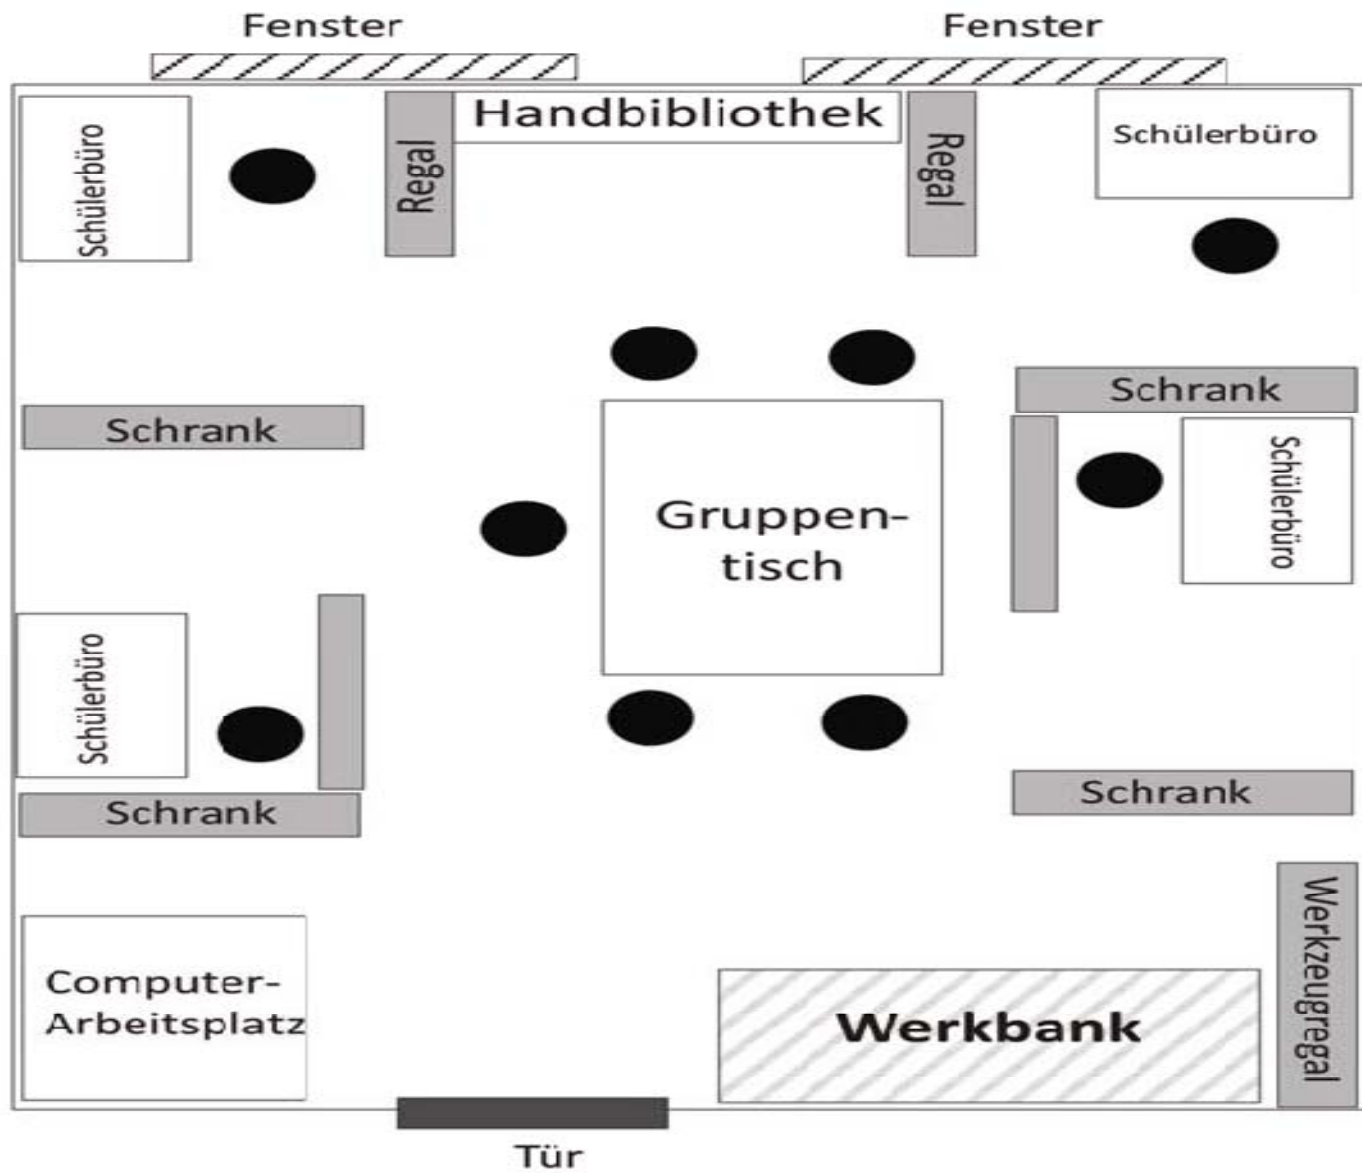 Fenster
Fenster
Handbibliothek
Schülerbüro
Regal
Regal
Schülerbüro
Schrank
Schrank
Gruppen-
tisch
Schülerbüro
Schülerbüro
Schrank
Schrank
Computer-
Arbeitsplatz
Werkbank
Werkzeugregal
Tür